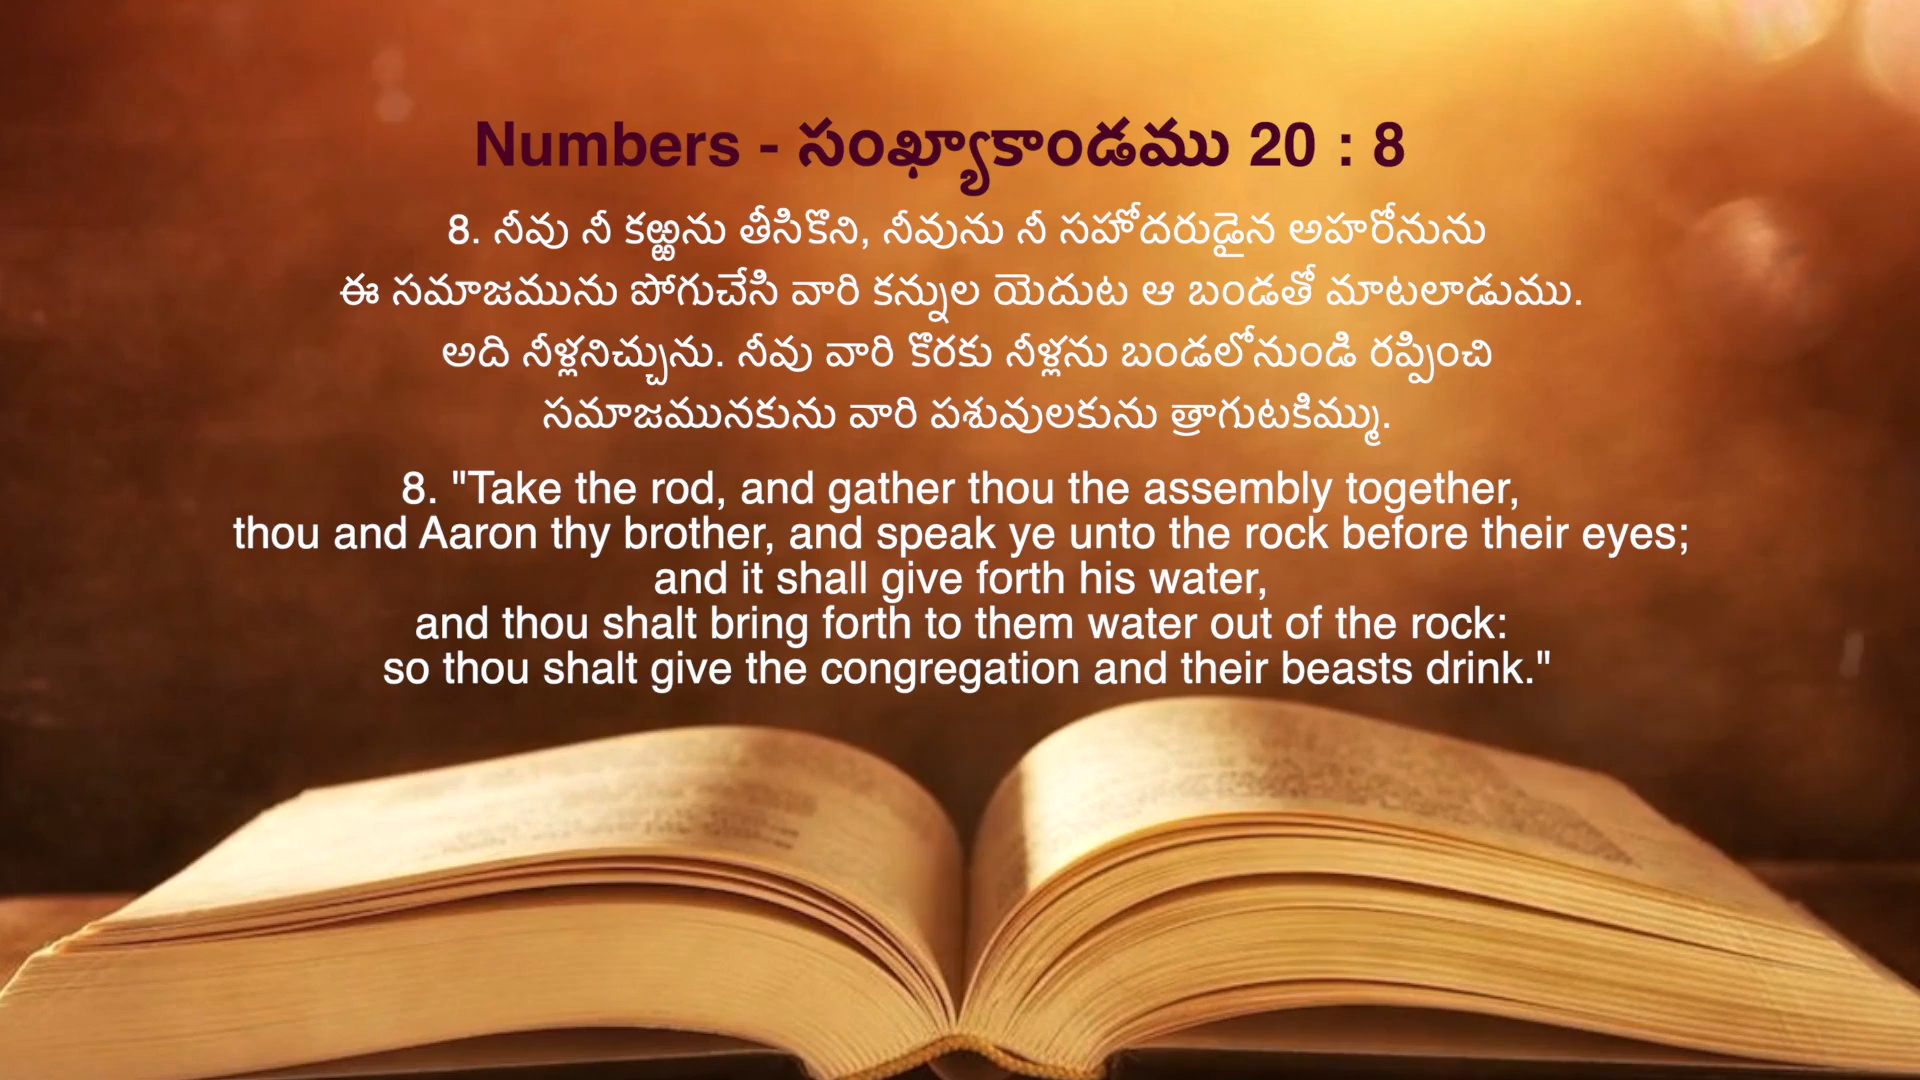 Numbers - సంఖ్యాకాండము 20 : 8
8. నీవు నీ కఱ్ఱను తీసికొని, నీవును నీ సహోదరుడైన అహరోనును
ఈ సమాజమును పోగుచేసి వారి కన్నుల యెదుట ఆ బండతో మాటలాడుము.
అది నీళ్లనిచ్చును. నీవు వారి కొరకు నీళ్లను బండలోనుండి రప్పించి
సమాజమునకును వారి పశువులకును త్రాగుటకిమ్ము.
8. "Take the rod, and gather thou the assembly together,
thou and Aaron thy brother, and speak ye unto the rock before their eyes;
and it shall give forth his water,
and thou shalt bring forth to them water out of the rock:
so thou shalt give the congregation and their beasts drink."